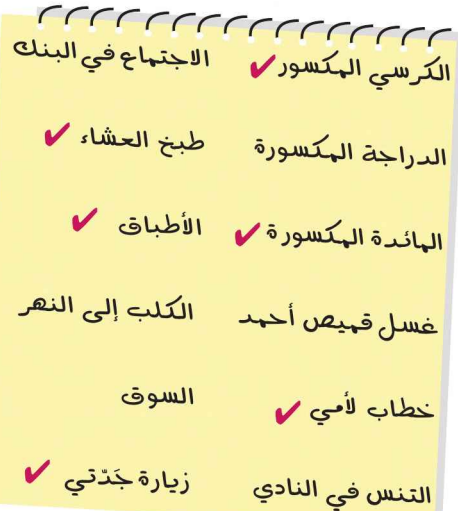 الكرسي المكسور ✔
الدراجة المكسورة
المائدة المكسورة ✔
غسل قميص أحمد
خطاب لأمي ✔
التنس في النادي
الاجتماع في البنك
طبخ العشاء ✔
الأطباق ✔
الكلب إلى النهر
السوق
زيارة جَدّتي ✔